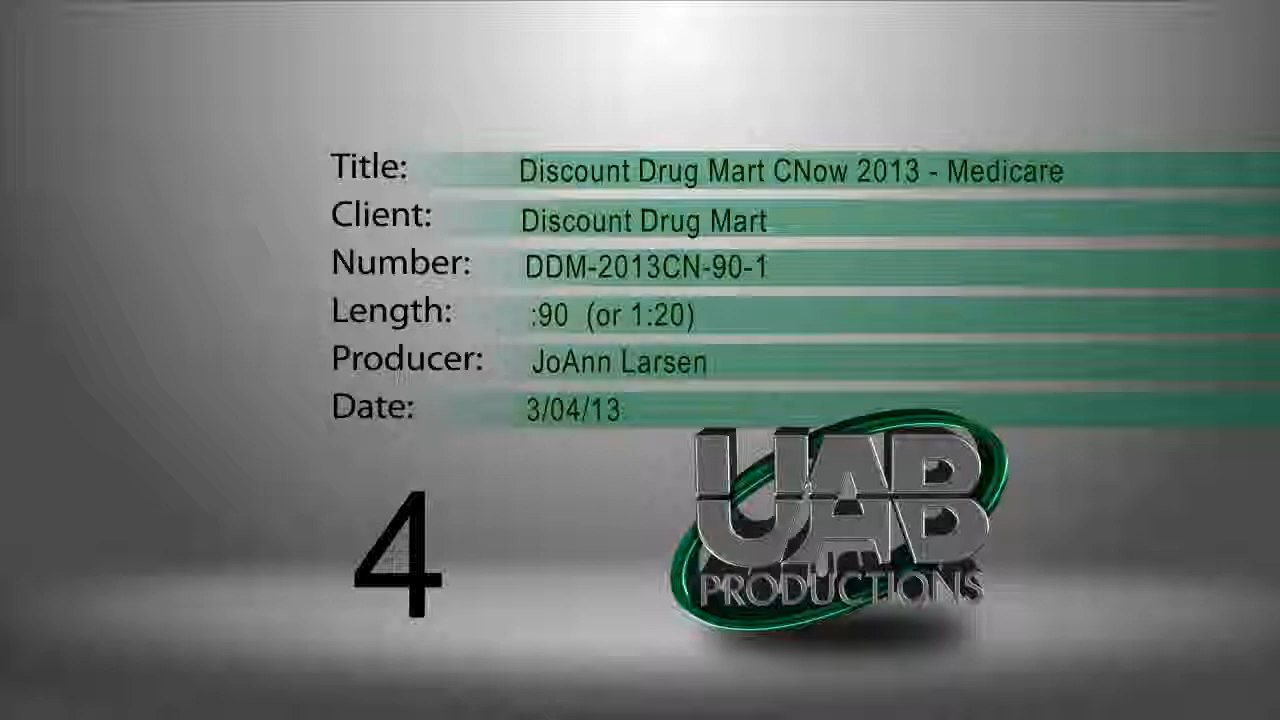 Title: Discount Drug Mart CNow 2013 - Medicare
Client: Discount Drug Mart
Number: DDM-2013CN-90-1
Length: :90 (or 1:20)
Producer: JoAnn Larsen
Date: 3/04/13
4
UAB
PRODUCTIONS